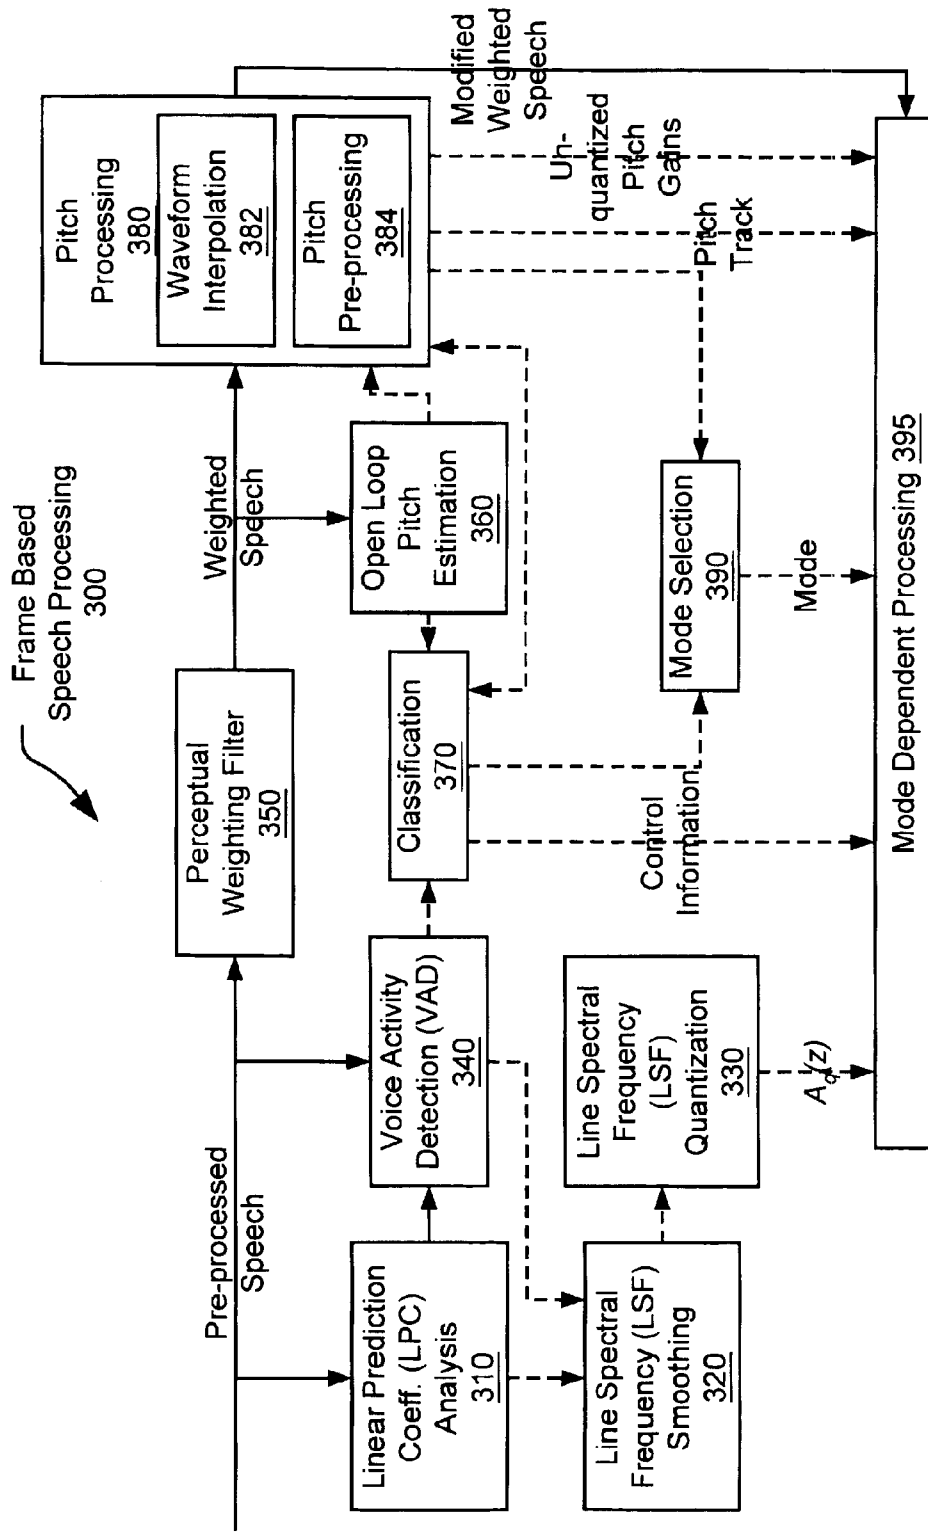 Frame Based
Speech Processing
300
Pre-processed
Speech
Perceptual
Weighting Filter
350
Weighted
Speech
Pitch
Processing
380
Waveform
Interpolation
382
Pitch
Pre-processing
384
Linear Prediction
Coeff. (LPC)
Analysis
310
Voice Activity
Detection (VAD)
340
Classification
370
Open Loop
Pitch
Estimation
360
Modified
Weighted
Speech
Un-
quantized
Pitch
Gains
Pitch
Track
Line Spectral
Frequency (LSF)
Smoothing
320
Line Spectral
Frequency
(LSF)
Quantization
330
Control
Information
Mode Selection
390
Mode
Aq(z)
Mode Dependent Processing 395